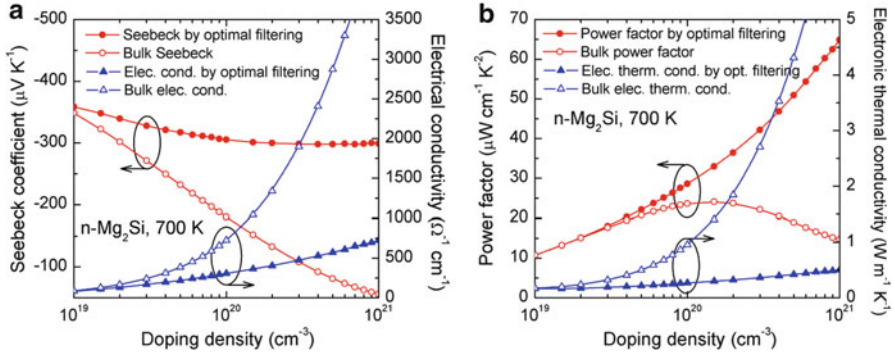 a
Seebeck by optimal filtering
Bulk Seebeck
Elec. cond. by optimal filtering
Bulk elec. cond.
n-Mg₂Si, 700 K
Seebeck coefficient (μV K⁻¹)
-500
-400
-300
-200
-100
Electrical conductivity (Ω⁻¹ cm⁻¹)
3500
3000
2500
2000
1500
1000
500
0
10¹⁹ 10²⁰ 10²¹
Doping density (cm⁻³)
b
Power factor by optimal filtering
Bulk power factor
Elec. therm. cond. by opt. filtering
Bulk elec. therm. cond.
n-Mg₂Si, 700 K
Power factor (μW cm⁻¹ K⁻²)
70
60
50
40
30
20
10
0
Electronic thermal conductivity (W m⁻¹ K⁻¹)
5
4
3
2
1
0
10¹⁹ 10²⁰ 10²¹
Doping density (cm⁻³)